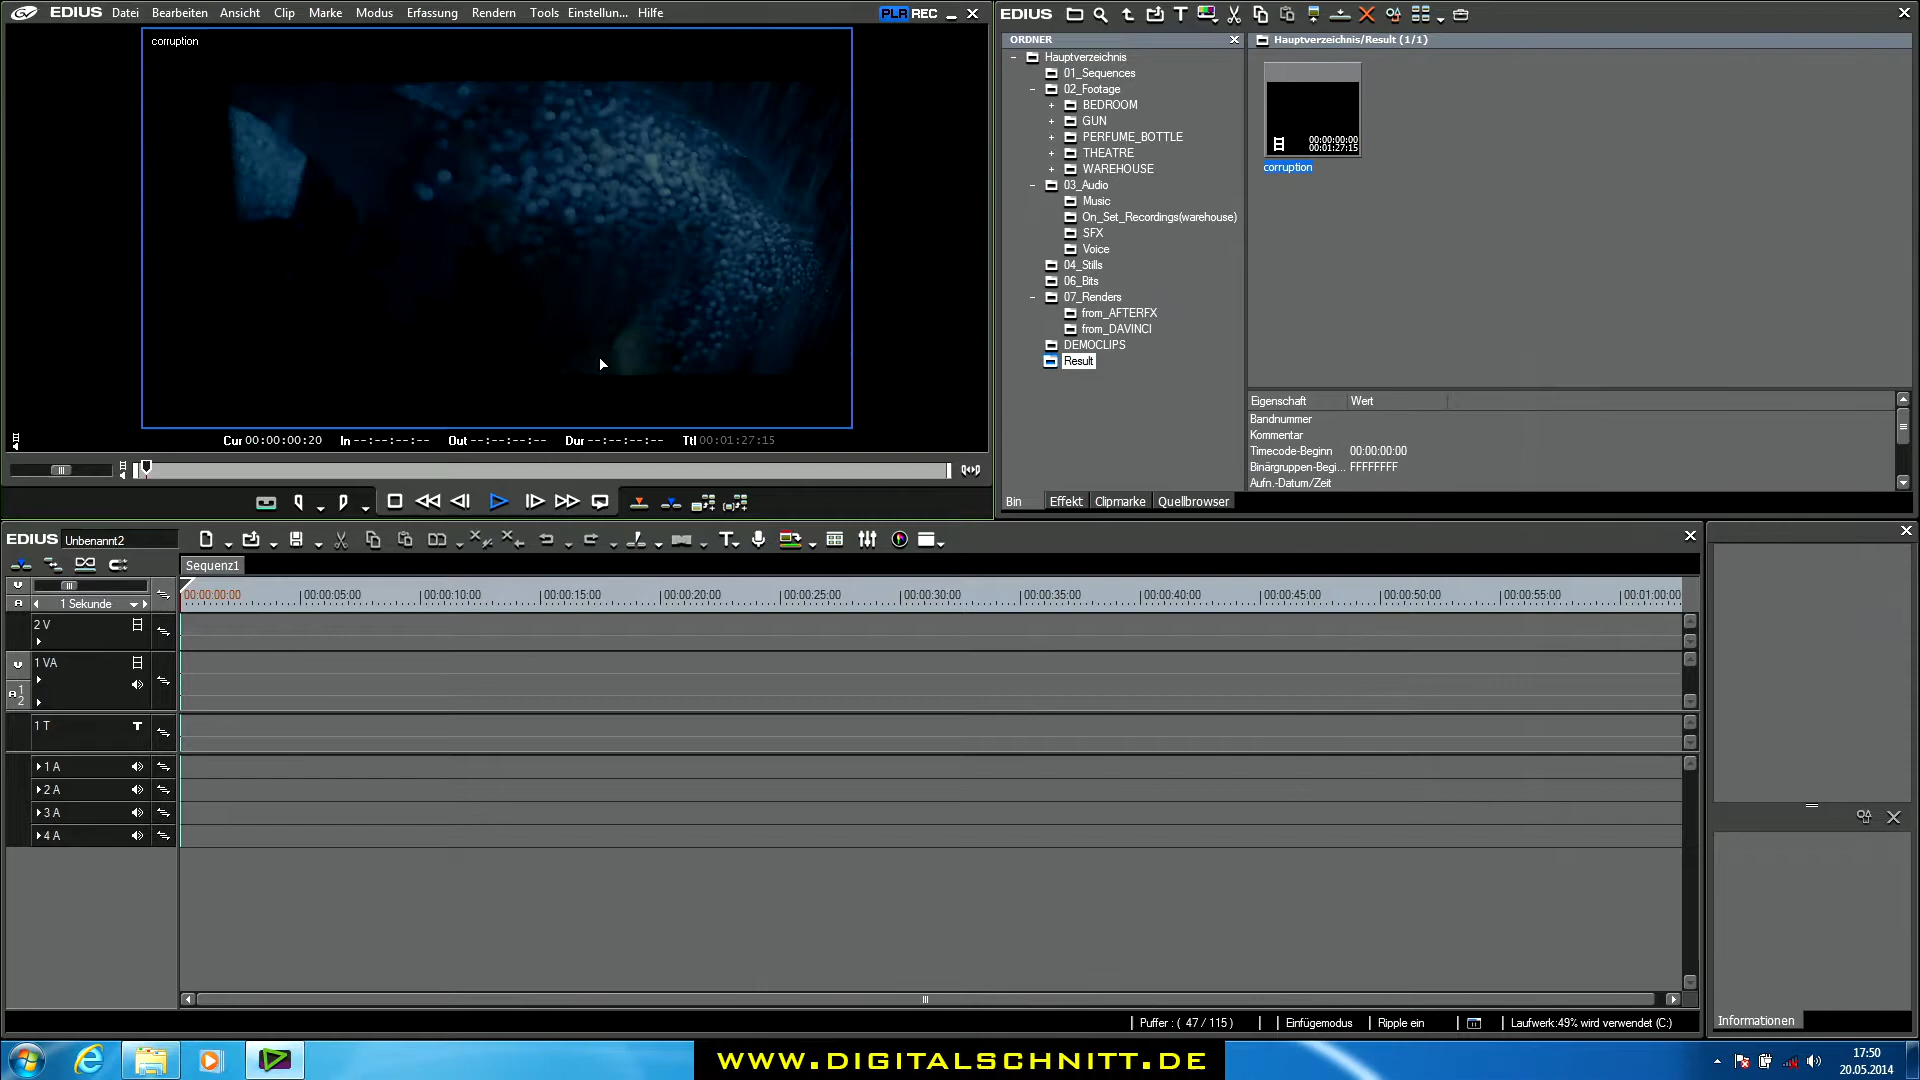 EDIUS Datei Bearbeiten Ansicht Clip Marke Modus Erfassung Rendern Tools Einstellun... Hilfe PLR REC
corruption
Cur 00:00:00:20 In --:--:--:-- Out --:--:--:-- Dur --:--:--:-- Ttl 00:01:27:15
EDIUS
ORDNER
Hauptverzeichnis
01_Sequences
02_Footage
BEDROOM
GUN
PERFUME_BOTTLE
THEATRE
WAREHOUSE
03_Audio
Music
On_Set_Recordings(warehouse)
SFX
Voice
04_Stills
06_Bits
07_Renders
from_AFTERFX
from_DAVINCI
DEMOCLIPS
Result
Hauptverzeichnis/Result (1/1)
00:00:00:00
00:01:27:15
corruption
Eigenschaft Wert
Bandnummer
Kommentar
Timecode-Beginn 00:00:00:00
Binärgruppen-Begi... FFFFFFFF
Aufn.-Datum/Zeit
Bin Effekt Clipmarke Quellbrowser
EDIUS Unbenannt2
Sequenz1
1 Sekunde
00:00:00:00 00:00:05:00 00:00:10:00 00:00:15:00 00:00:20:00 00:00:25:00 00:00:30:00 00:00:35:00 00:00:40:00 00:00:45:00 00:00:50:00 00:00:55:00 00:01:00:00
2 V
1 VA
1
2
1 T T
1 A
2 A
3 A
4 A
Puffer : ( 47 / 115 ) Einfügemodus Ripple ein Laufwerk:49% wird verwendet (C:)
Informationen
WWW.DIGITALSCHNITT.DE
17:50
20.05.2014